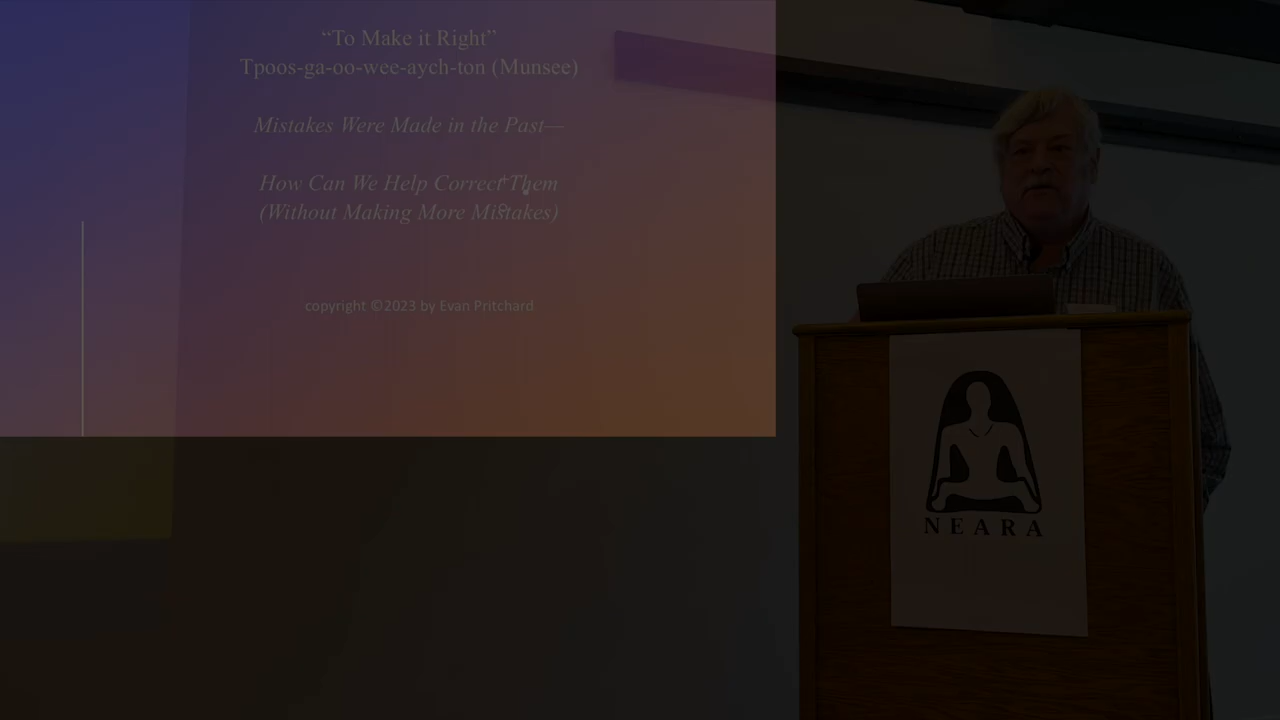 “To Make it Right”
Tpoos-ga-oo-wee-aych-ton (Munsee)
Mistakes Were Made in the Past—
How Can We Help Correct Them
(Without Making More Mistakes)
copyright ©2023 by Evan Pritchard
NEARA